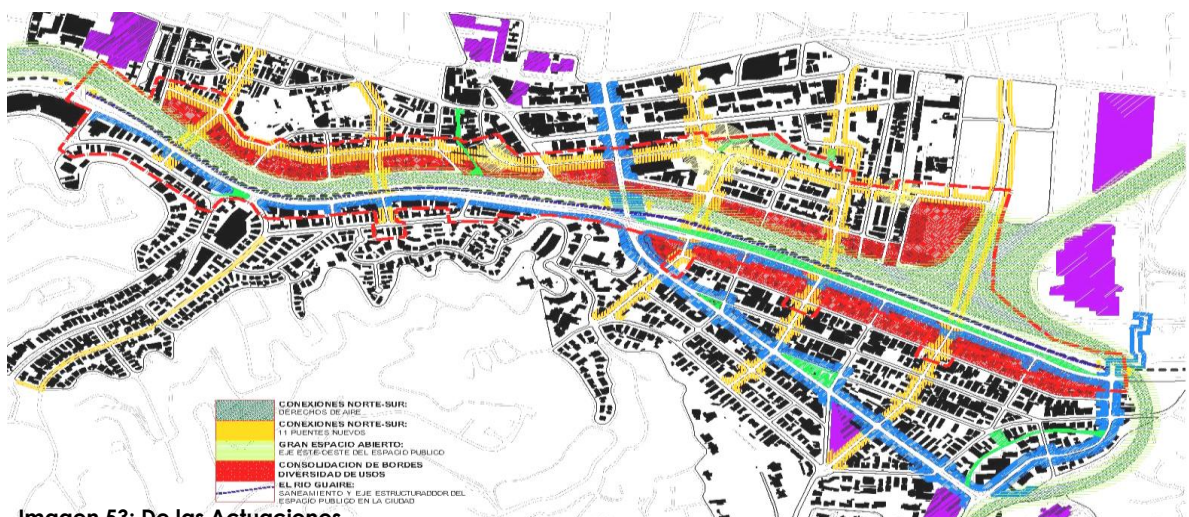 CONEXIONES NORTE-SUR:
DERECHOS DE AIRE
CONEXIONES NORTE-SUR:
11 PUENTES NUEVOS
GRAN ESPACIO ABIERTO:
EJE ESTE-OESTE DEL ESPACIO PUBLICO
CONSOLIDACION DE BORDES
DIVERSIDAD DE USOS
EL RIO GUAIRE:
SANEAMIENTO Y EJE ESTRUCTURADDOR DEL
ESPACIO PUBLICO EN LA CIUDAD
Imagen 53: De las Actuaciones